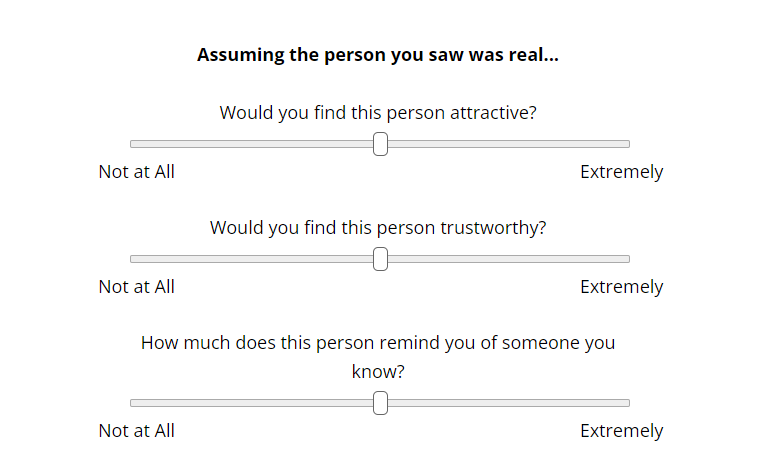 Assuming the person you saw was real...
Would you find this person attractive?
Not at All
Extremely
Would you find this person trustworthy?
Not at All
Extremely
How much does this person remind you of someone you
know?
Not at All
Extremely